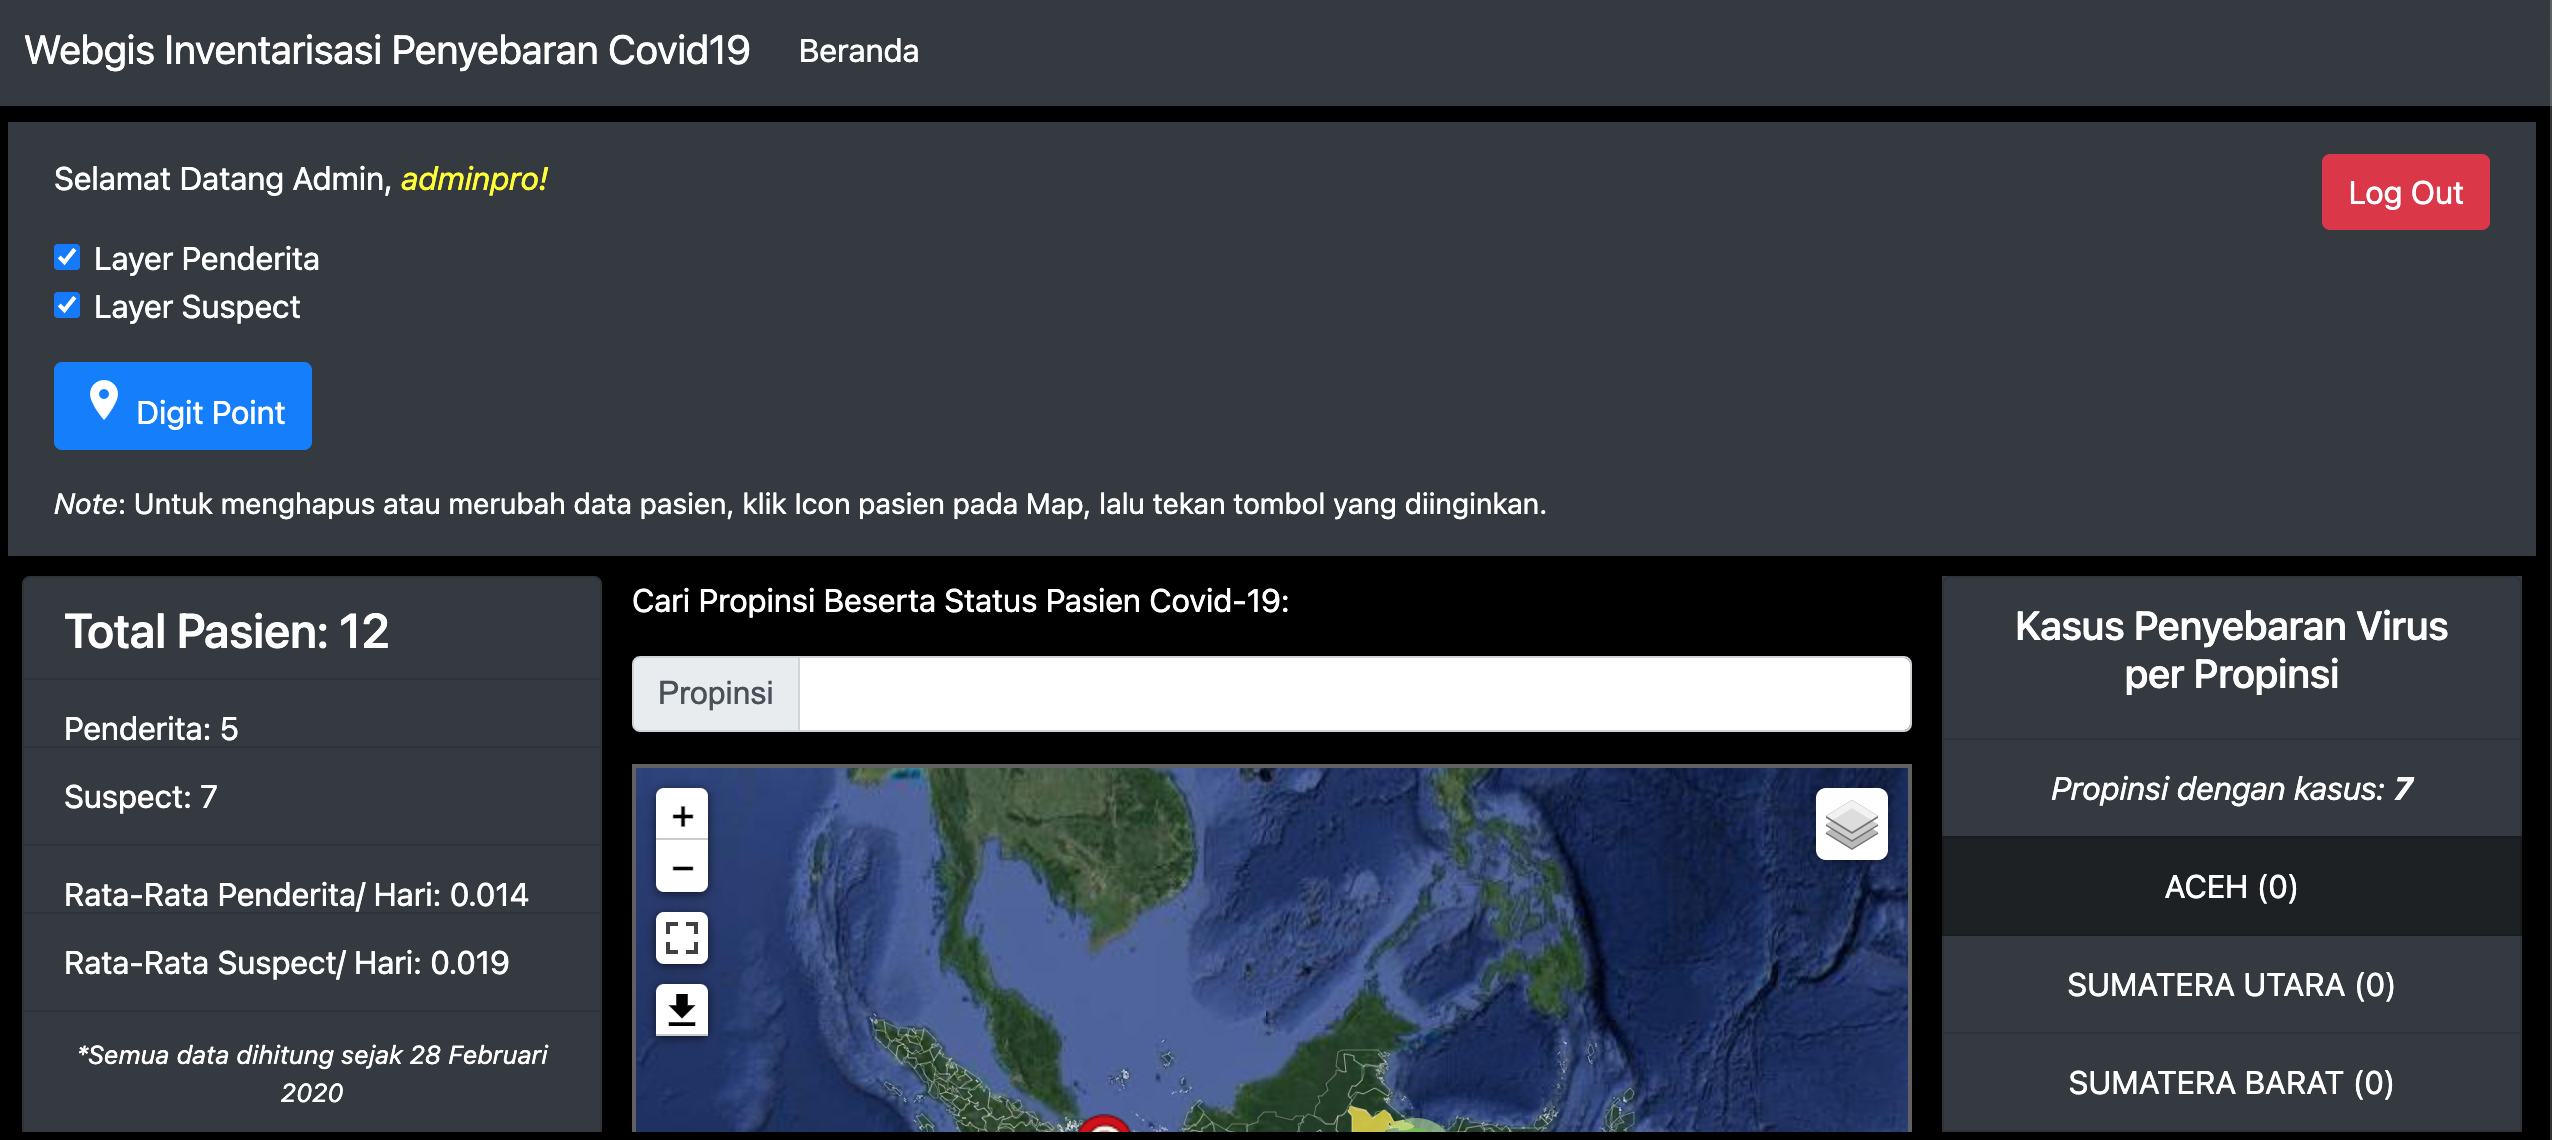 Webgis Inventarisasi Penyebaran Covid19 Beranda
Selamat Datang Admin, adminpro!
Log Out
Layer Penderita
Layer Suspect
Digit Point
Note: Untuk menghapus atau merubah data pasien, klik Icon pasien pada Map, lalu tekan tombol yang diinginkan.
Total Pasien: 12
Penderita: 5
Suspect: 7
Rata-Rata Penderita/ Hari: 0.014
Rata-Rata Suspect/ Hari: 0.019
*Semua data dihitung sejak 28 Februari
2020
Cari Propinsi Beserta Status Pasien Covid-19:
Propinsi
+
−
Kasus Penyebaran Virus
per Propinsi
Propinsi dengan kasus: 7
ACEH (0)
SUMATERA UTARA (0)
SUMATERA BARAT (0)